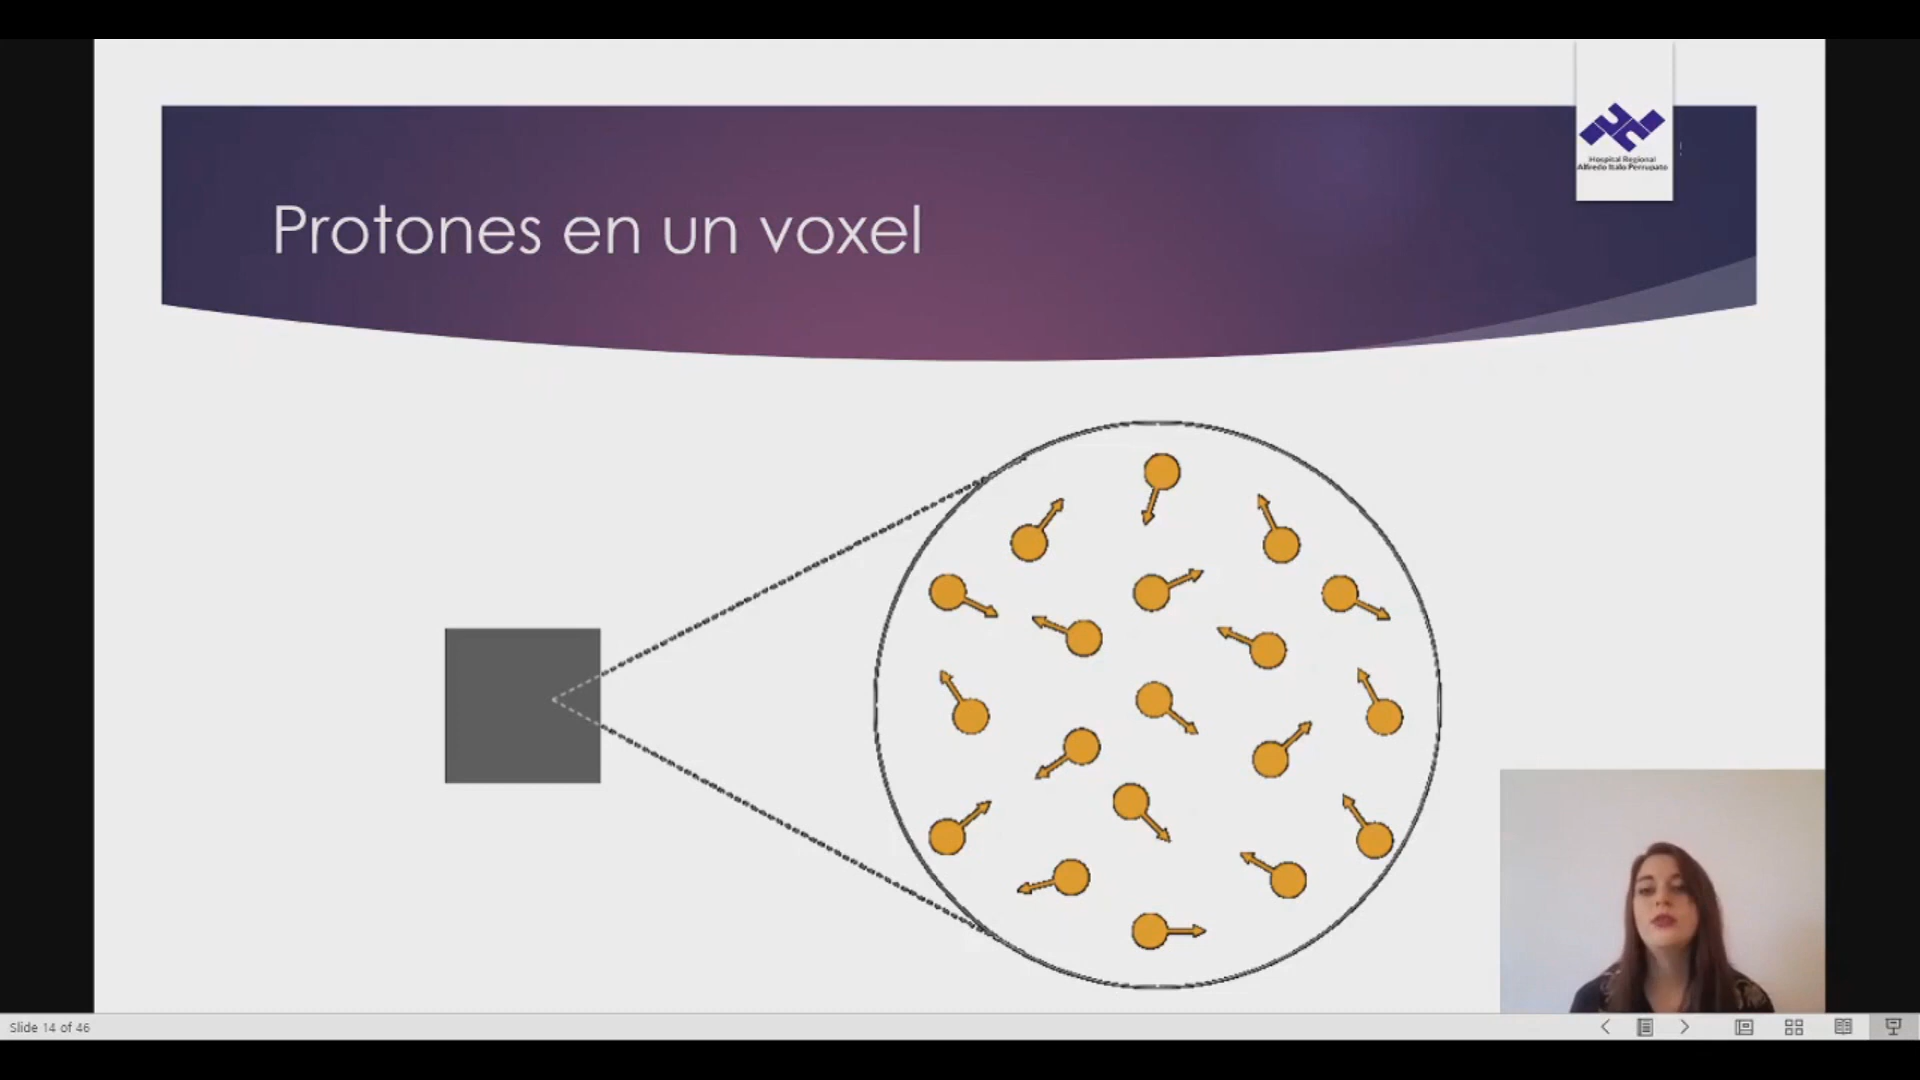 Hospital Regional
Alfredo Italo Perrupato
Protones en un voxel
Slide 14 of 46